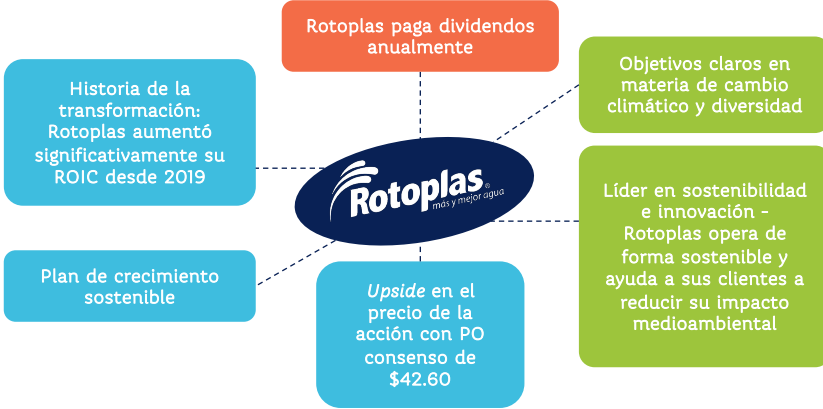 Rotoplas paga dividendos
anualmente
Historia de la
transformación:
Rotoplas aumentó
significativamente su
ROIC desde 2019
Objetivos claros en
materia de cambio
climático y diversidad
Rotoplas®
más y mejor agua
Líder en sostenibilidad
e innovación -
Rotoplas opera de
forma sostenible y
ayuda a sus clientes a
reducir su impacto
medioambiental
Plan de crecimiento
sostenible
Upside en el
precio de la
acción con PO
consenso de
$42.60